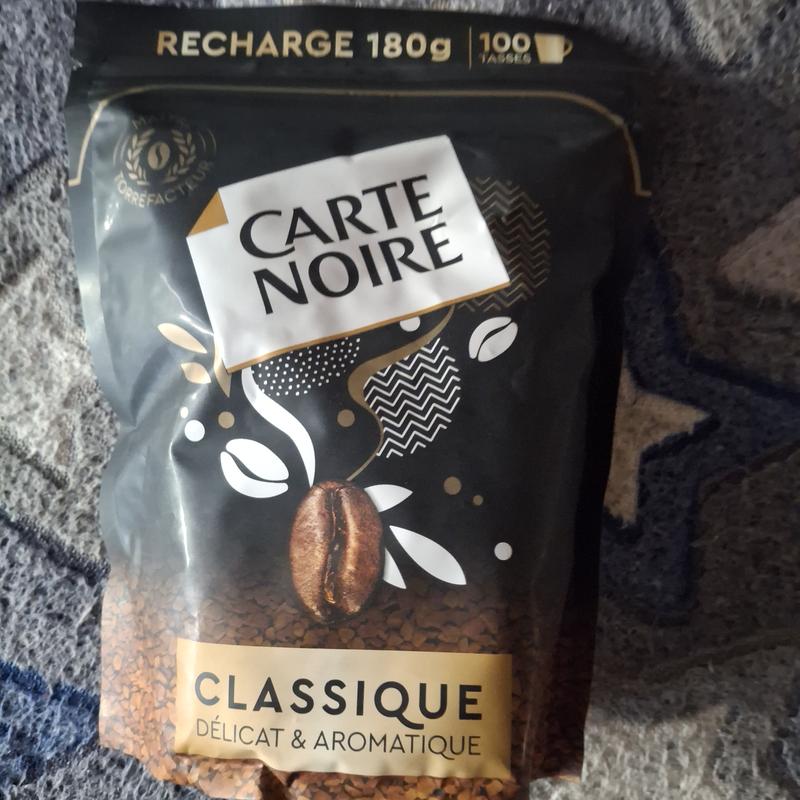 RECHARGE 180g
100
TASSES
TORRÉFACTEUR
CARTE
NOIRE
CLASSIQUE
DÉLICAT & AROMATIQUE